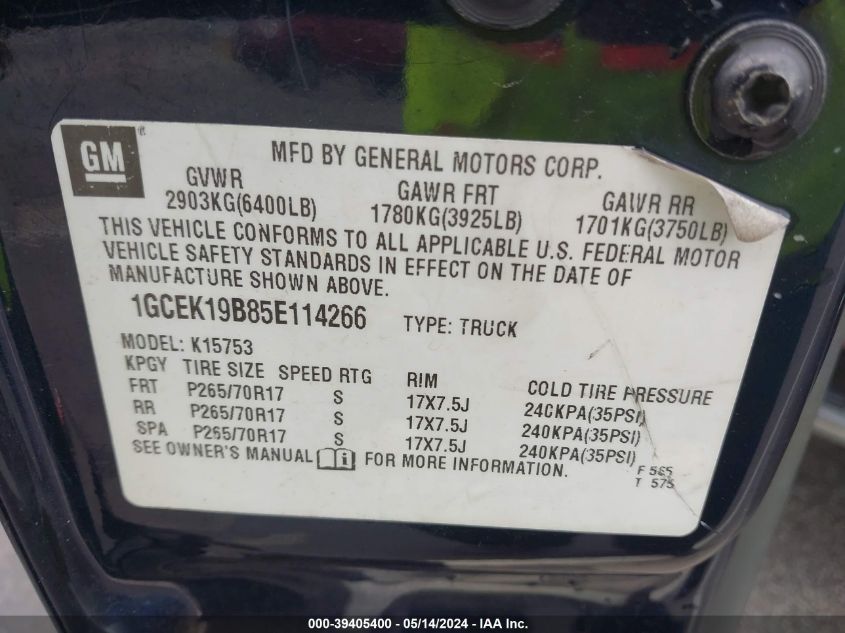 GM ®
MFD BY GENERAL MOTORS CORP.
GVWR GAWR FRT GAWR RR
2903KG(6400LB) 1780KG(3925LB) 1701KG(3750LB)
THIS VEHICLE CONFORMS TO ALL APPLICABLE U.S. FEDERAL MOTOR
VEHICLE SAFETY STANDARDS IN EFFECT ON THE DATE OF
MANUFACTURE SHOWN ABOVE.
1GCEK19B85E114266 TYPE: TRUCK
MODEL: K15753
KPGY TIRE SIZE SPEED RTG RIM COLD TIRE PRESSURE
FRT P265/70R17 S 17X7.5J 240KPA(35PSI)
RR P265/70R17 S 17X7.5J 240KPA(35PSI)
SPA P265/70R17 S 17X7.5J 240KPA(35PSI)
SEE OWNER'S MANUAL i FOR MORE INFORMATION.
F 565
T 575
000-39405400 - 05/14/2024 - IAA Inc.